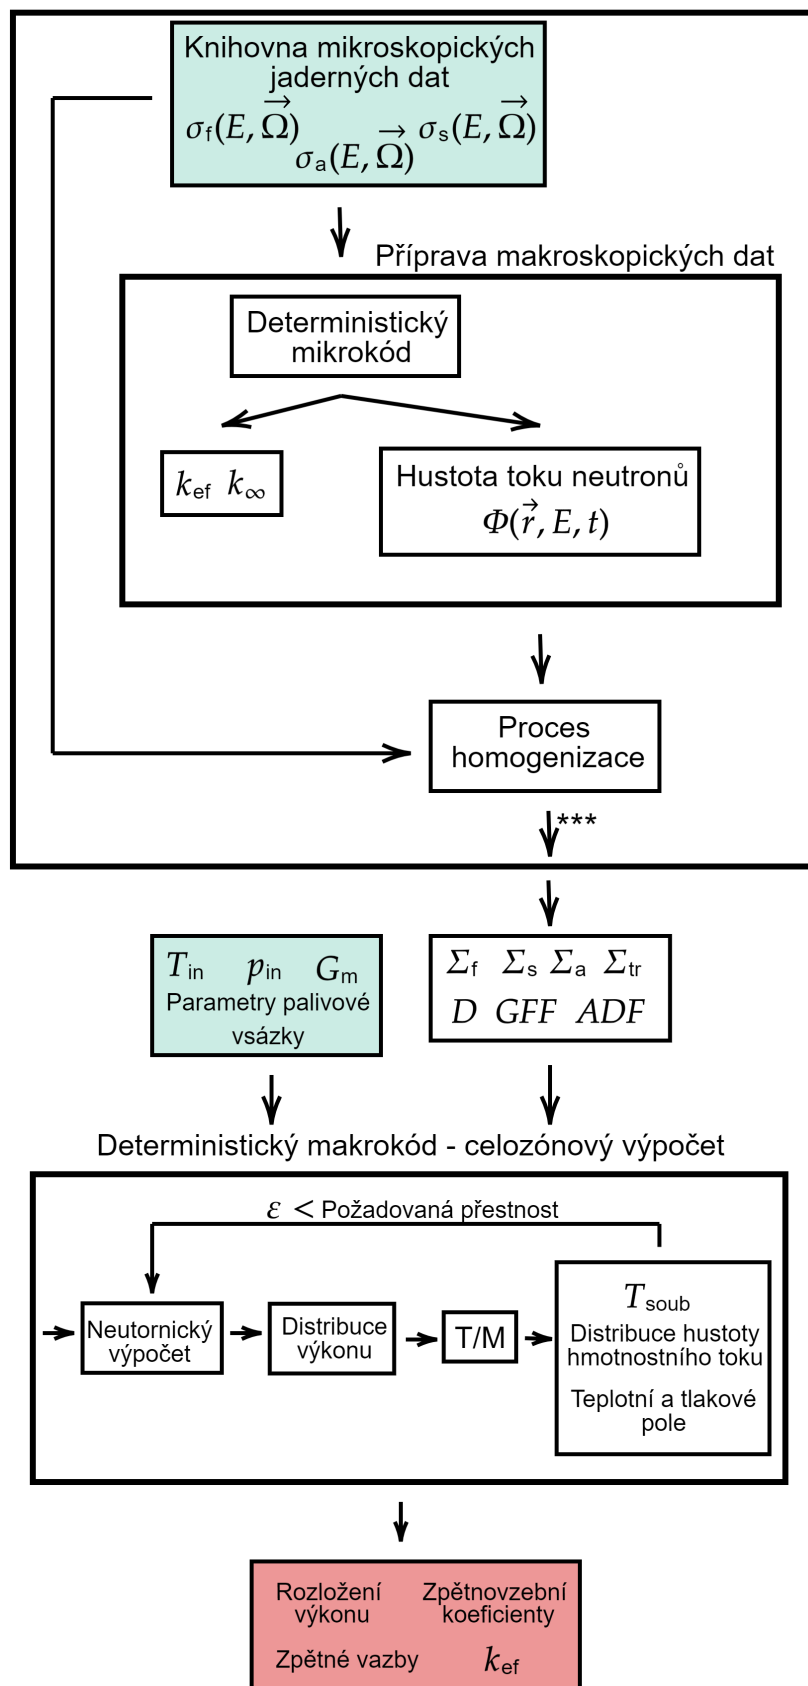 Knihovna mikroskopických
jaderných dat
σf(E, Ω⃗) σs(E, Ω⃗)
σa(E, Ω⃗)
Příprava makroskopických dat
Deterministický
mikrokód
kef k∞
Hustota toku neutronů
Φ(r⃗, E, t)
Proces
homogenizace
***
Tin pin Gm
Parametry palivové
vsázky
Σf Σs Σa Σtr
D GFF ADF
Deterministický makrokód - celozónový výpočet
ε < Požadovaná přestnost
Neutornický
výpočet
Distribuce
výkonu
T/M
Tsoub
Distribuce hustoty
hmotnostního toku
Teplotní a tlakové
pole
Rozložení
výkonu
Zpětnovzební
koeficienty
Zpětné vazby
kef